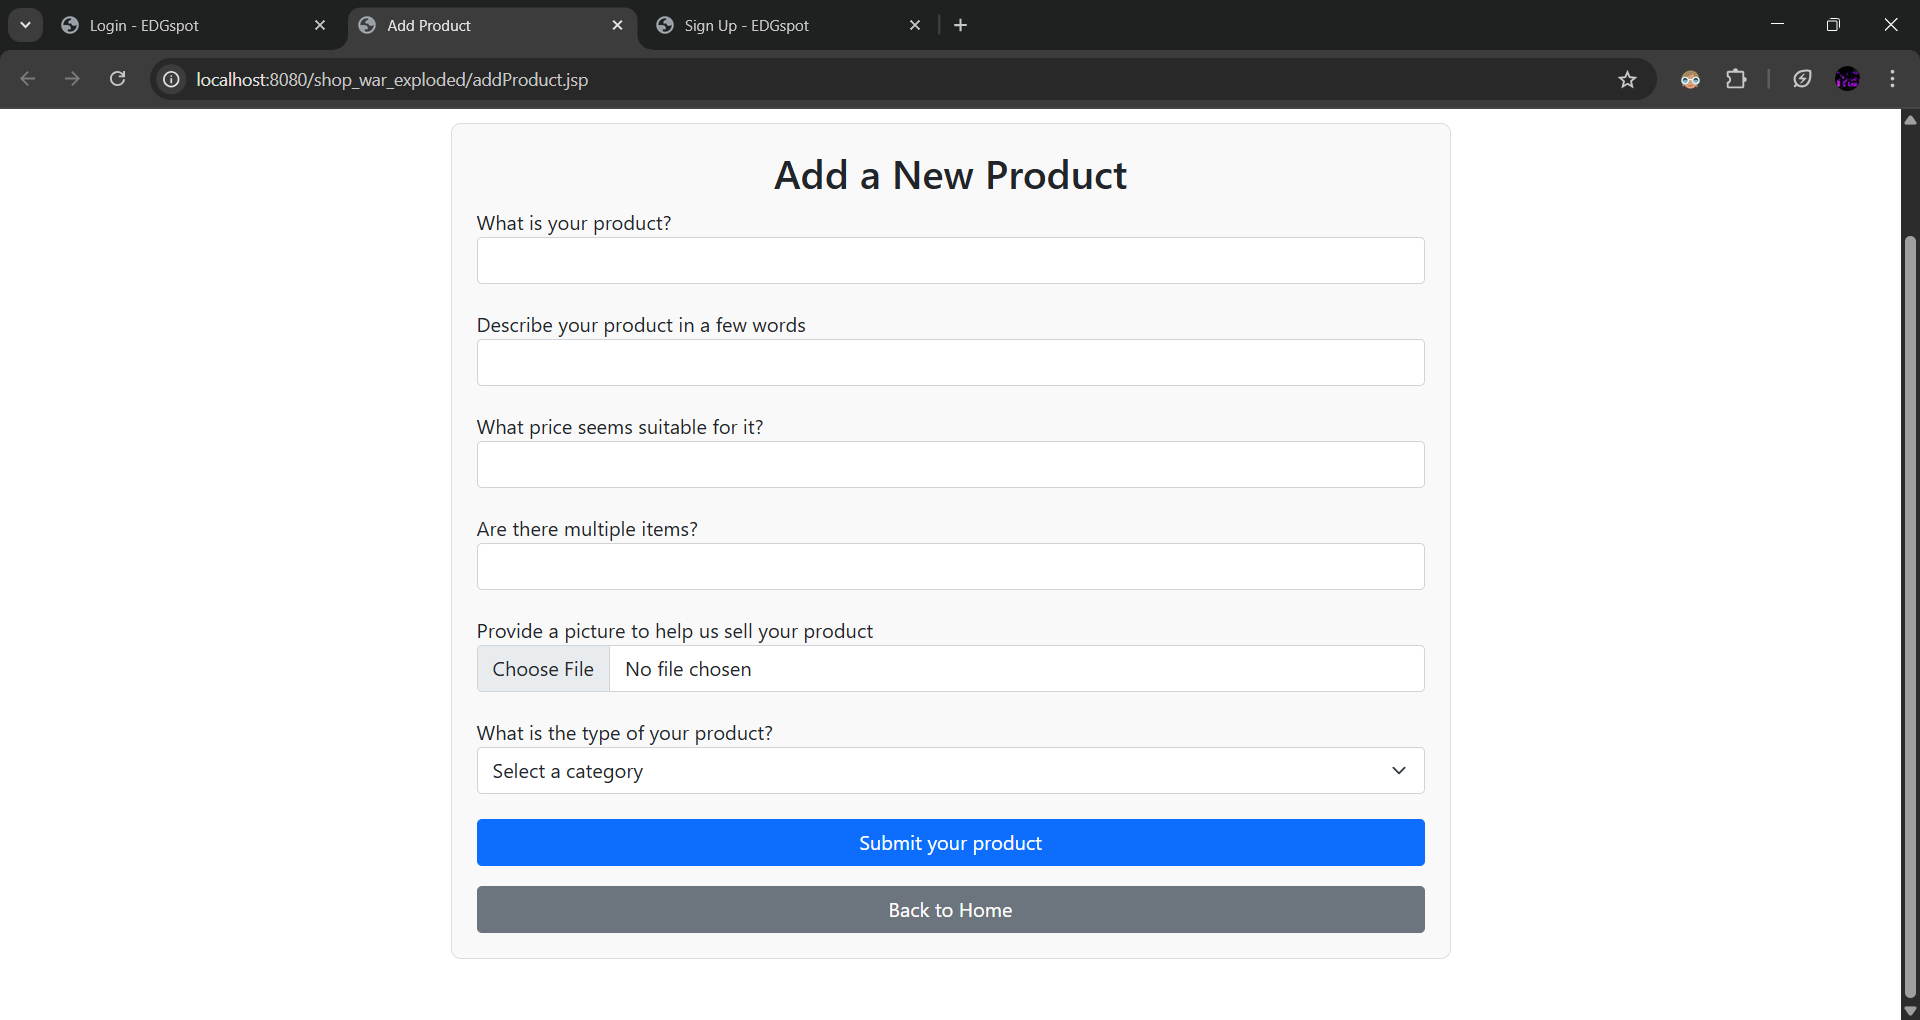 Login - EDGspot
Add Product
Sign Up - EDGspot
localhost:8080/shop_war_exploded/addProduct.jsp
Add a New Product
What is your product?
Describe your product in a few words
What price seems suitable for it?
Are there multiple items?
Provide a picture to help us sell your product
Choose File No file chosen
What is the type of your product?
Select a category
Submit your product
Back to Home